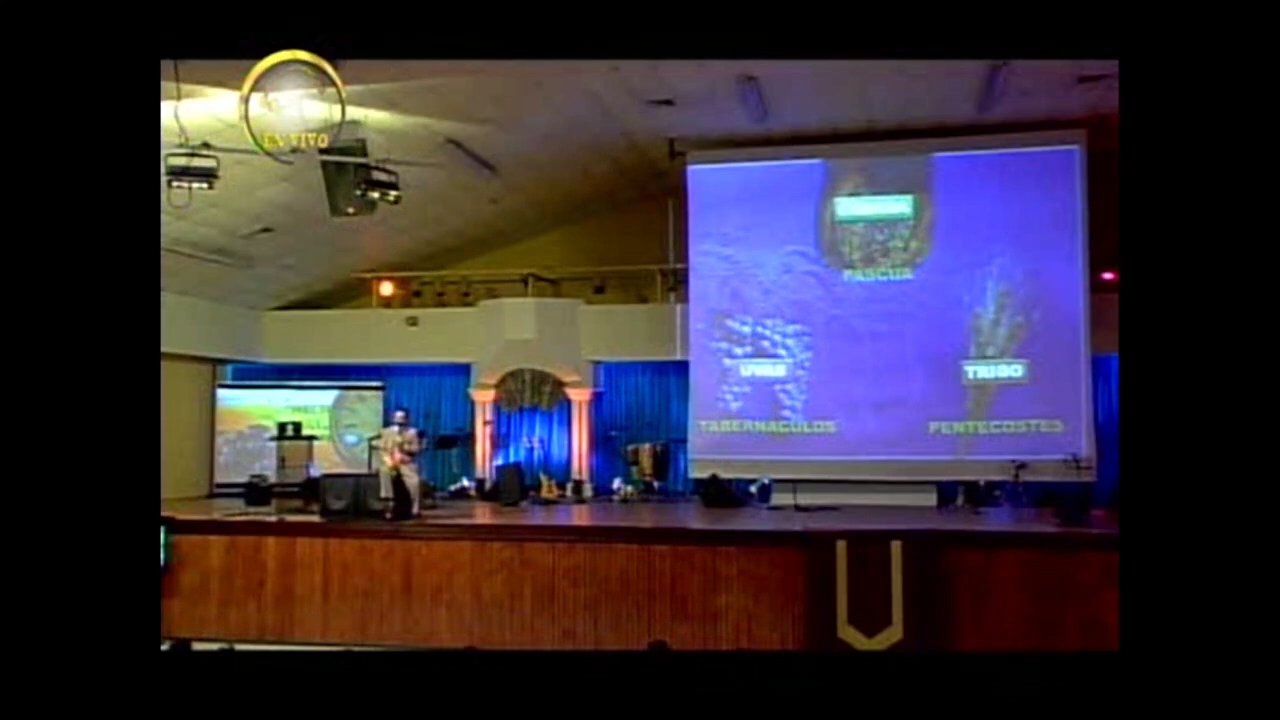 EN VIVO
PASCUA
UVAS
TRIGO
TABERNACULOS
PENTECOSTES